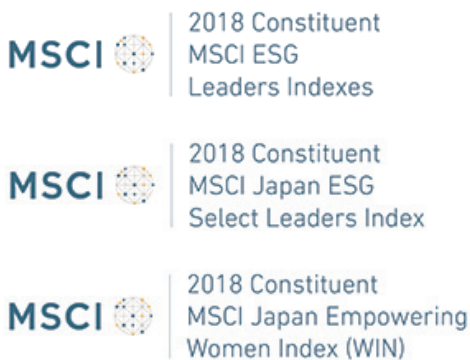 MSCI
2018 Constituent
MSCI ESG
Leaders Indexes
MSCI
2018 Constituent
MSCI Japan ESG
Select Leaders Index
MSCI
2018 Constituent
MSCI Japan Empowering
Women Index (WIN)